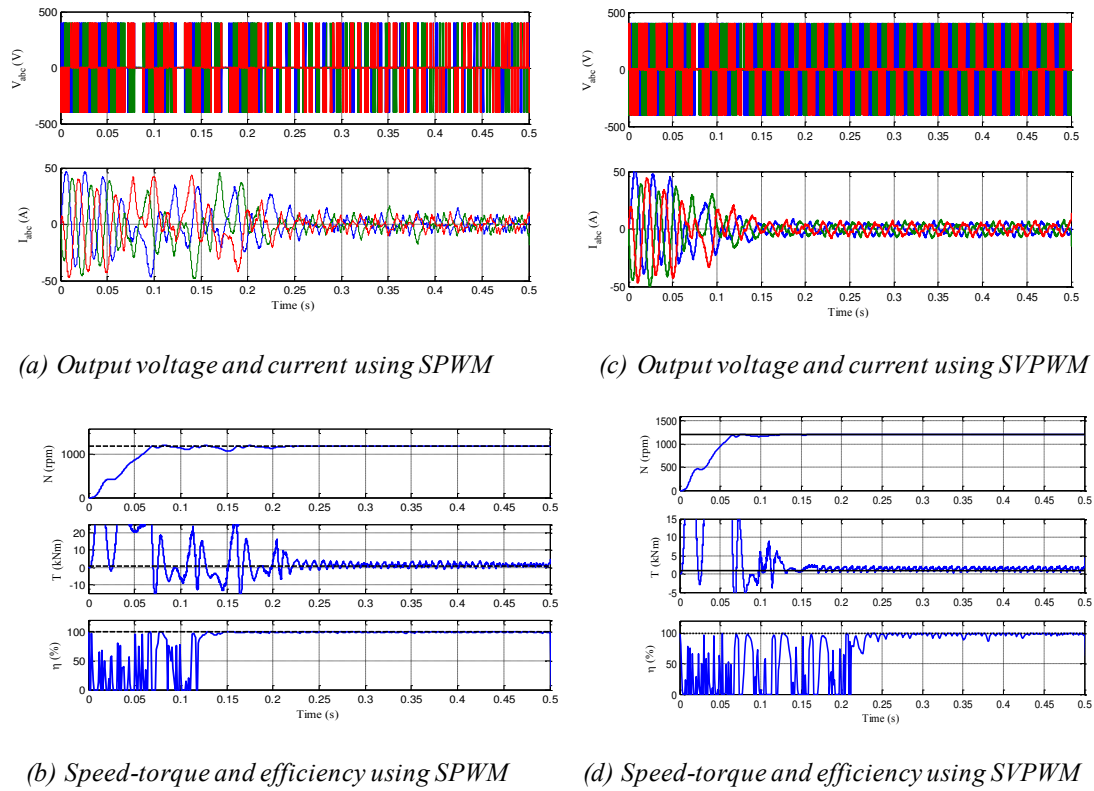 500
0
-500
V_abc (V)
0 0.05 0.1 0.15 0.2 0.25 0.3 0.35 0.4 0.45 0.5
50
0
-50
I_abc (A)
0 0.05 0.1 0.15 0.2 0.25 0.3 0.35 0.4 0.45 0.5
Time (s)
(a) Output voltage and current using SPWM
500
0
-500
V_abc (V)
0 0.05 0.1 0.15 0.2 0.25 0.3 0.35 0.4 0.45 0.5
50
0
-50
I_abc (A)
0 0.05 0.1 0.15 0.2 0.25 0.3 0.35 0.4 0.45 0.5
Time (s)
(c) Output voltage and current using SVPWM
1000
0
N (rpm)
0 0.05 0.1 0.15 0.2 0.25 0.3 0.35 0.4 0.45 0.5
20
10
0
-10
T (kNm)
0 0.05 0.1 0.15 0.2 0.25 0.3 0.35 0.4 0.45 0.5
100
50
0
η (%)
0 0.05 0.1 0.15 0.2 0.25 0.3 0.35 0.4 0.45 0.5
Time (s)
(b) Speed-torque and efficiency using SPWM
1500
1000
500
0
N (rpm)
0 0.05 0.1 0.15 0.2 0.25 0.3 0.35 0.4 0.45 0.5
15
10
5
0
-5
T (kNm)
0 0.05 0.1 0.15 0.2 0.25 0.3 0.35 0.4 0.45 0.5
100
50
0
η (%)
0 0.05 0.1 0.15 0.2 0.25 0.3 0.35 0.4 0.45 0.5
Time (s)
(d) Speed-torque and efficiency using SVPWM